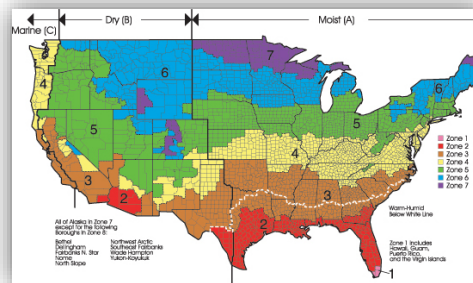 Dry (B)
Moist (A)
Marine (C)
7
6
6
4
5
5
4
3
3
2
2
1
Zone 1
Zone 2
Zone 3
Zone 4
Zone 5
Zone 6
Zone 7
Warm-Humid
Below White Line
All of Alaska in Zone 7
except for the following
Boroughs in Zone 8:
Bethel
Dellingham
Fairbanks N. Star
Nome
North Slope
Northwest Arctic
Southeast Fairbanks
Wade Hampton
Yukon-Koyukuk
Zone 1 includes
Hawaii, Guam,
Puerto Rico,
and the Virgin Islands